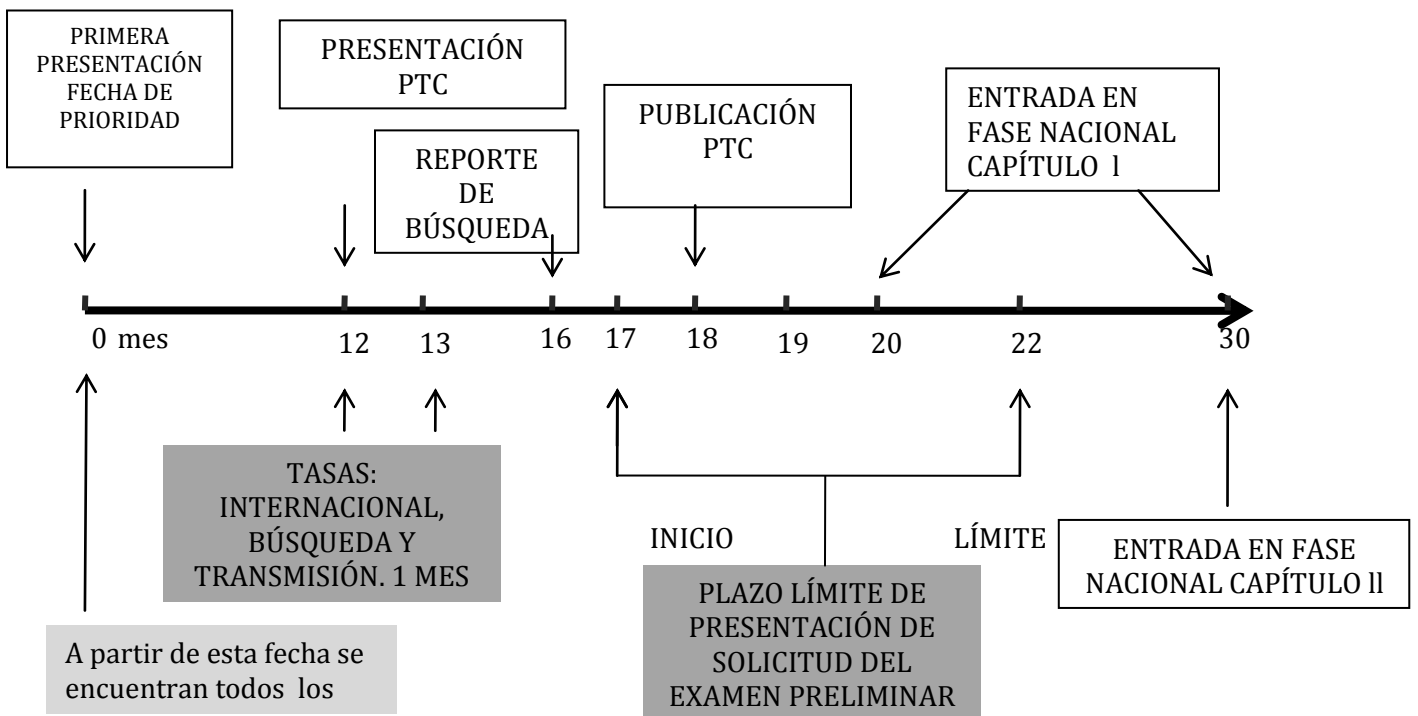 PRIMERA
PRESENTACIÓN
FECHA DE
PRIORIDAD
PRESENTACIÓN
PTC
REPORTE
DE
BÚSQUEDA
PUBLICACIÓN
PTC
ENTRADA EN
FASE NACIONAL
CAPÍTULO l
0 mes 12 13 16 17 18 19 20 22 30
TASAS:
INTERNACIONAL,
BÚSQUEDA Y
TRANSMISIÓN. 1 MES
INICIO
LÍMITE
PLAZO LÍMITE DE
PRESENTACIÓN DE
SOLICITUD DEL
EXAMEN PRELIMINAR
ENTRADA EN FASE
NACIONAL CAPÍTULO ll
A partir de esta fecha se
encuentran todos los